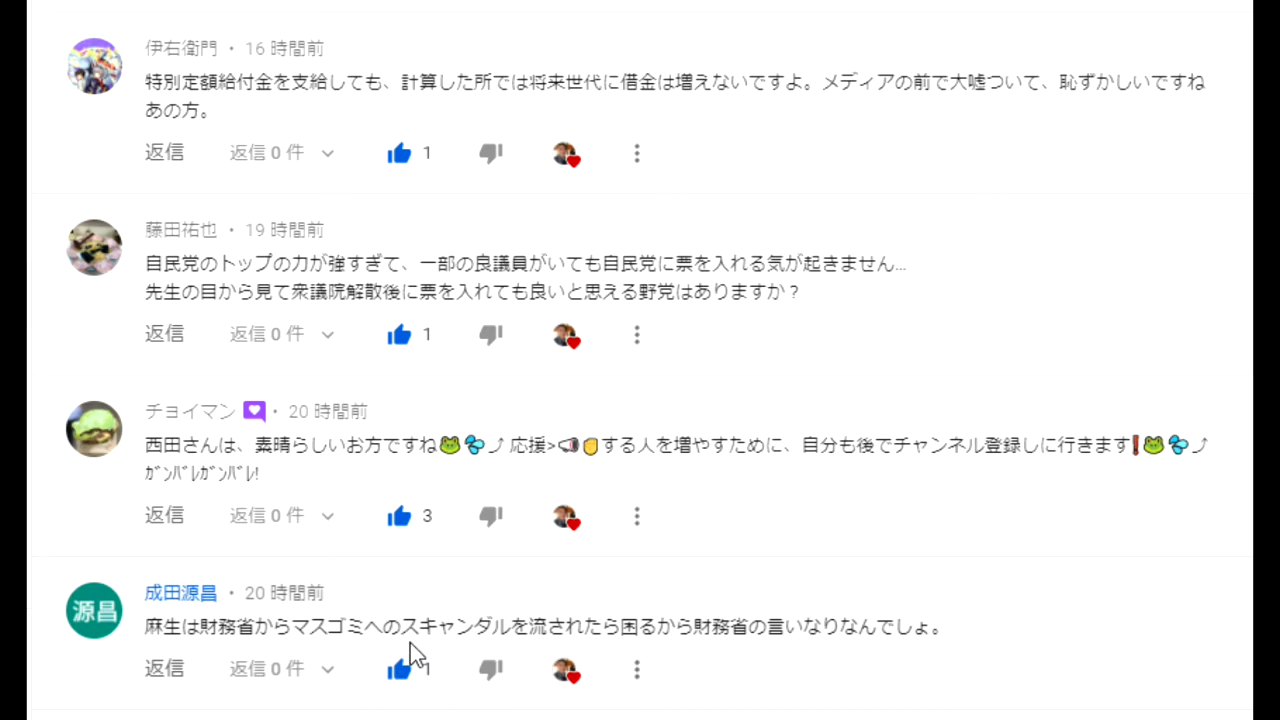 伊右衛門 ・ 16 時間前
特別定額給付金を支給しても、計算した所では将来世代に借金は増えないですよ。メディアの前で大嘘ついて、恥ずかしいですね
あの方。
返信 返信 0 件 1
藤田祐也 ・ 19 時間前
自民党のトップの力が強すぎて、一部の良議員がいても自民党に票を入れる気が起きません...
先生の目から見て衆議院解散後に票を入れても良いと思える野党はありますか？
返信 返信 0 件 1
チョイマン ・ 20 時間前
西田さんは、素晴らしいお方ですね🐸💨⤴ 応援>📣👏する人を増やすために、自分も後でチャンネル登録しに行きます❗🐸💨⤴
ｶﾞﾝﾊﾞﾚｶﾞﾝﾊﾞﾚ!
返信 返信 0 件 3
源昌
成田源昌 ・ 20 時間前
麻生は財務省からマスゴミへのスキャンダルを流されたら困るから財務省の言いなりなんでしょ。
返信 返信 0 件 1